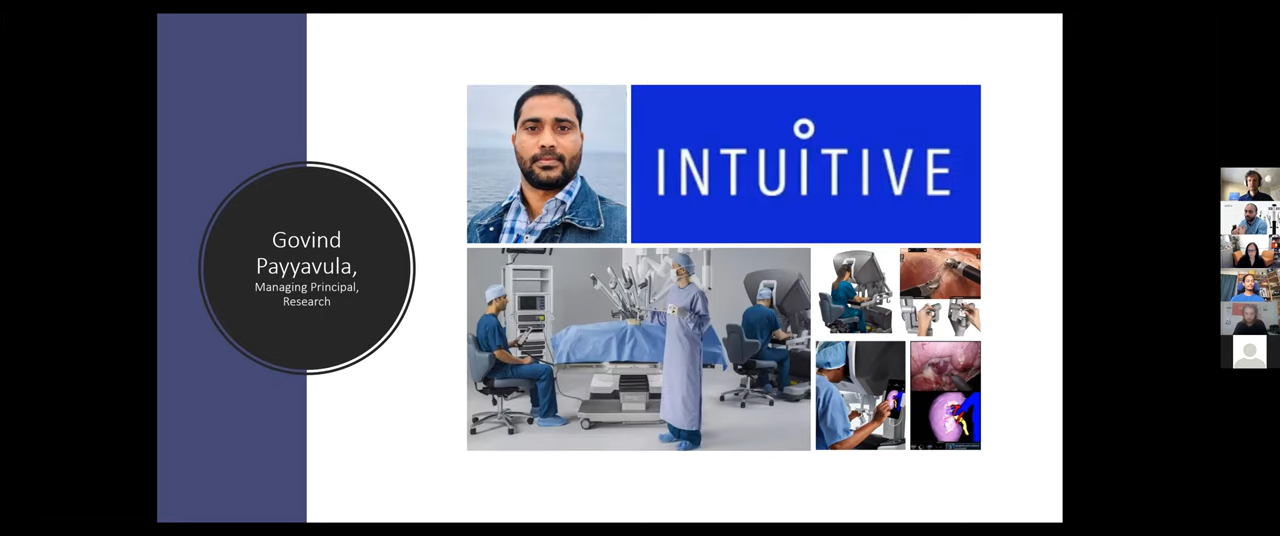 Govind
Payyavula,
Managing Principal,
Research
INTUITIVE